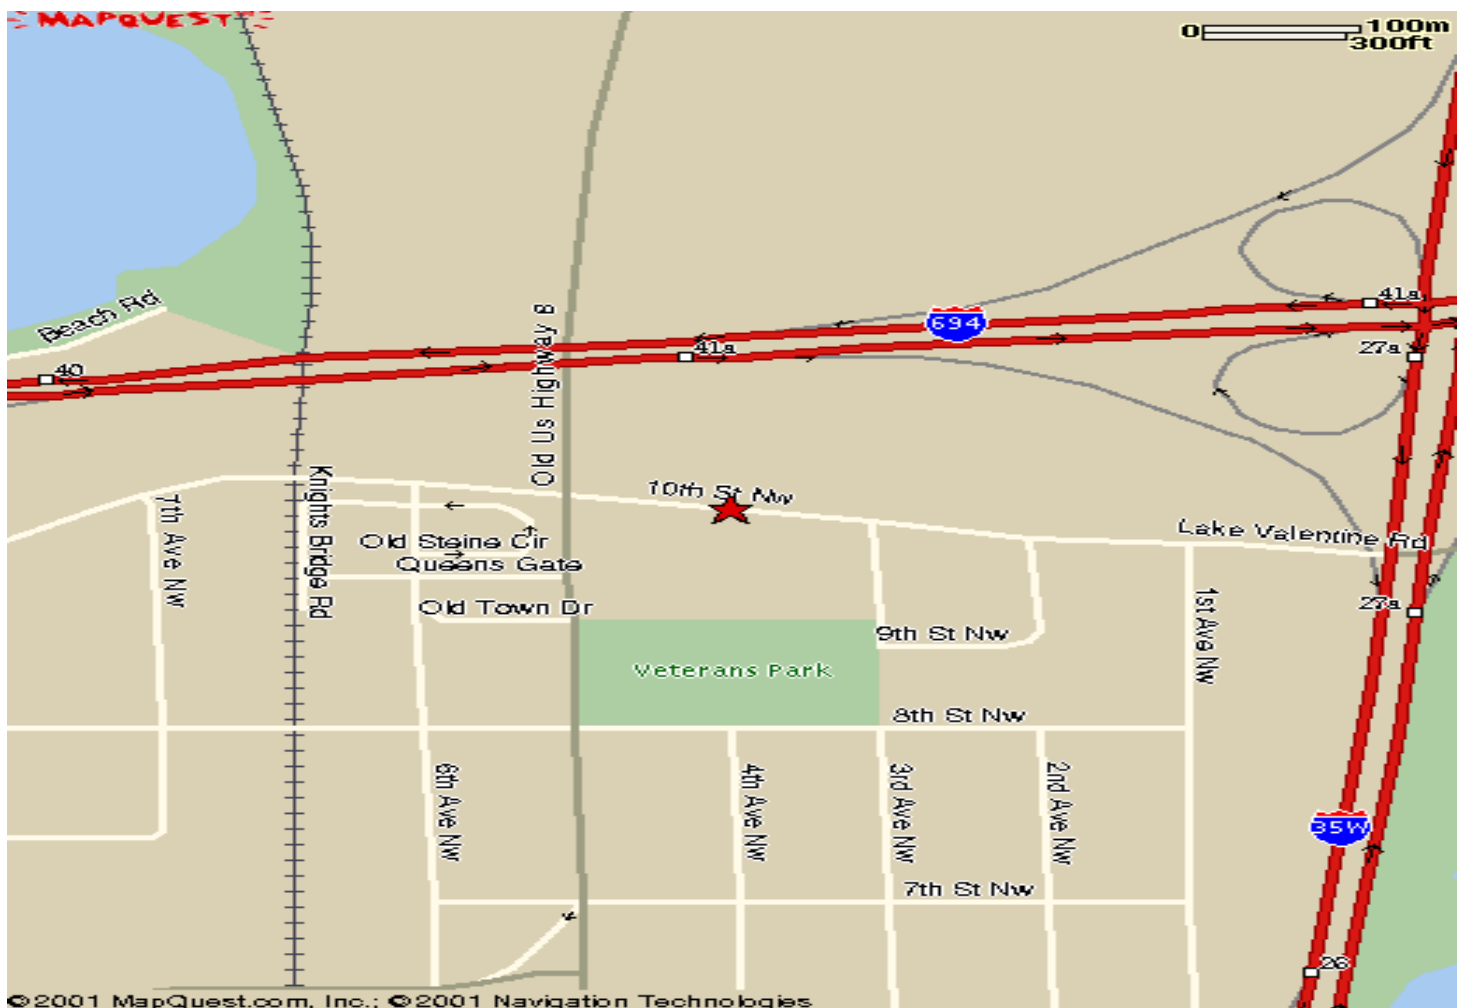 MAPQUEST
0 100m
300ft
Beach Rd
Old Us Highway 8
694
41a
41a
27a
40
10th St Nw
Lake Valentine Rd
7th Ave NW
Knights Bridge Rd
Old Steine Cir
Queens Gate
Old Town Dr
27a
1st Ave NW
9th St Nw
Veterans Park
8th St Nw
6th Ave NW
4th Ave NW
3rd Ave NW
2nd Ave NW
35W
7th St Nw
26
©2001 MapQuest.com, Inc.; ©2001 Navigation Technologies